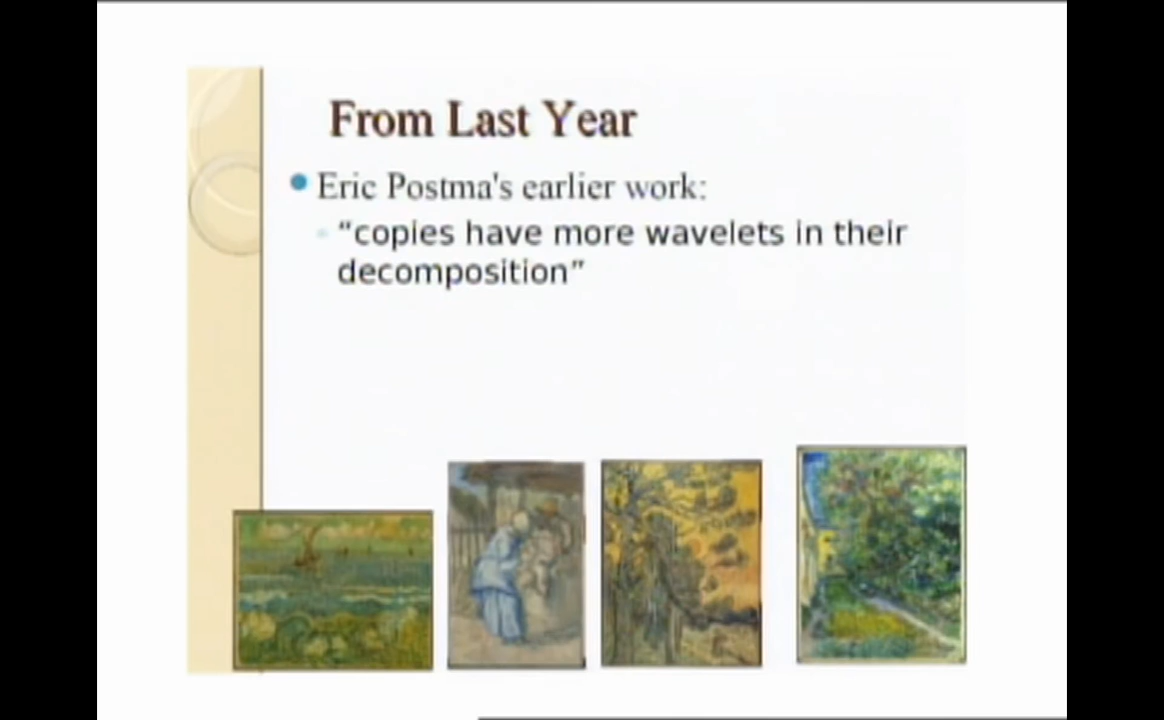 From Last Year
Eric Postma's earlier work:
“copies have more wavelets in their
decomposition”